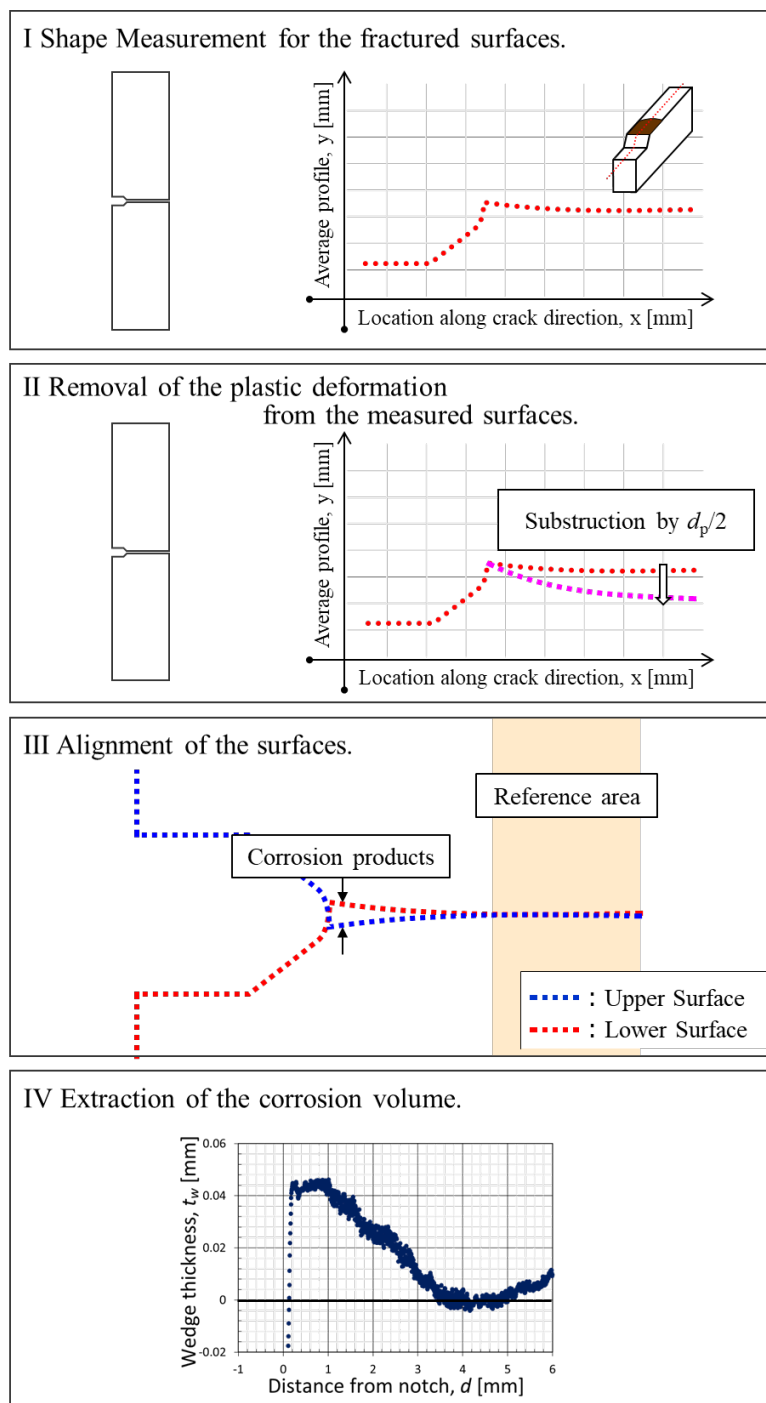 I Shape Measurement for the fractured surfaces.
Average profile, y [mm]
Location along crack direction, x [mm]
II Removal of the plastic deformation
from the measured surfaces.
Average profile, y [mm]
Substruction by dp/2
Location along crack direction, x [mm]
III Alignment of the surfaces.
Reference area
Corrosion products
: Upper Surface
: Lower Surface
IV Extraction of the corrosion volume.
Wedge thickness, tw [mm]
0.06
0.04
0.02
0
-0.02
-1 0 1 2 3 4 5 6
Distance from notch, d [mm]